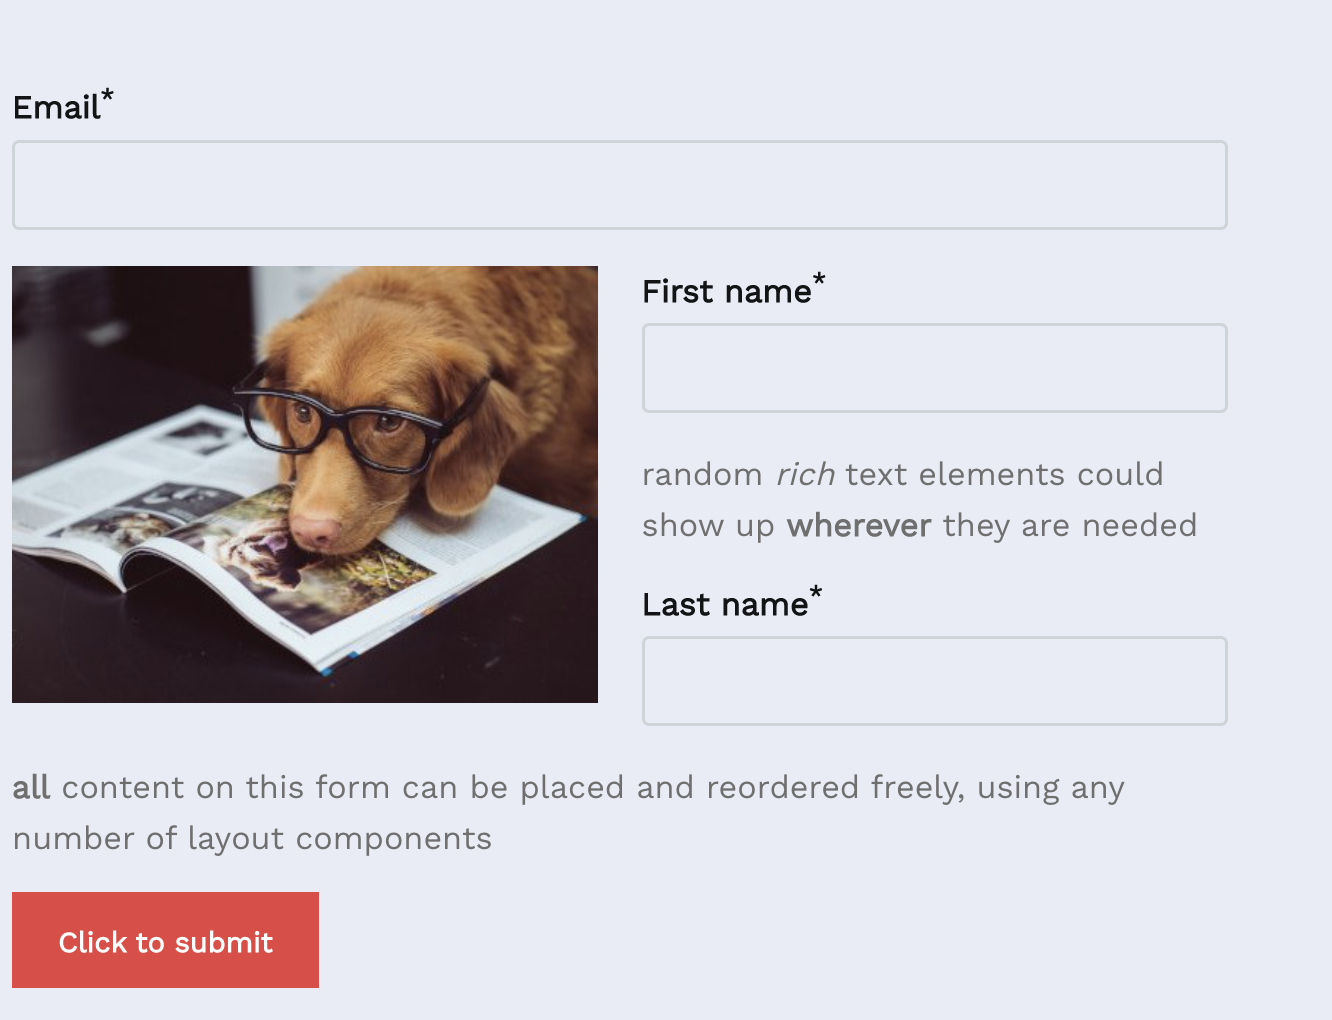 Email*
First name*
random rich text elements could
show up wherever they are needed
Last name*
all content on this form can be placed and reordered freely, using any
number of layout components
Click to submit